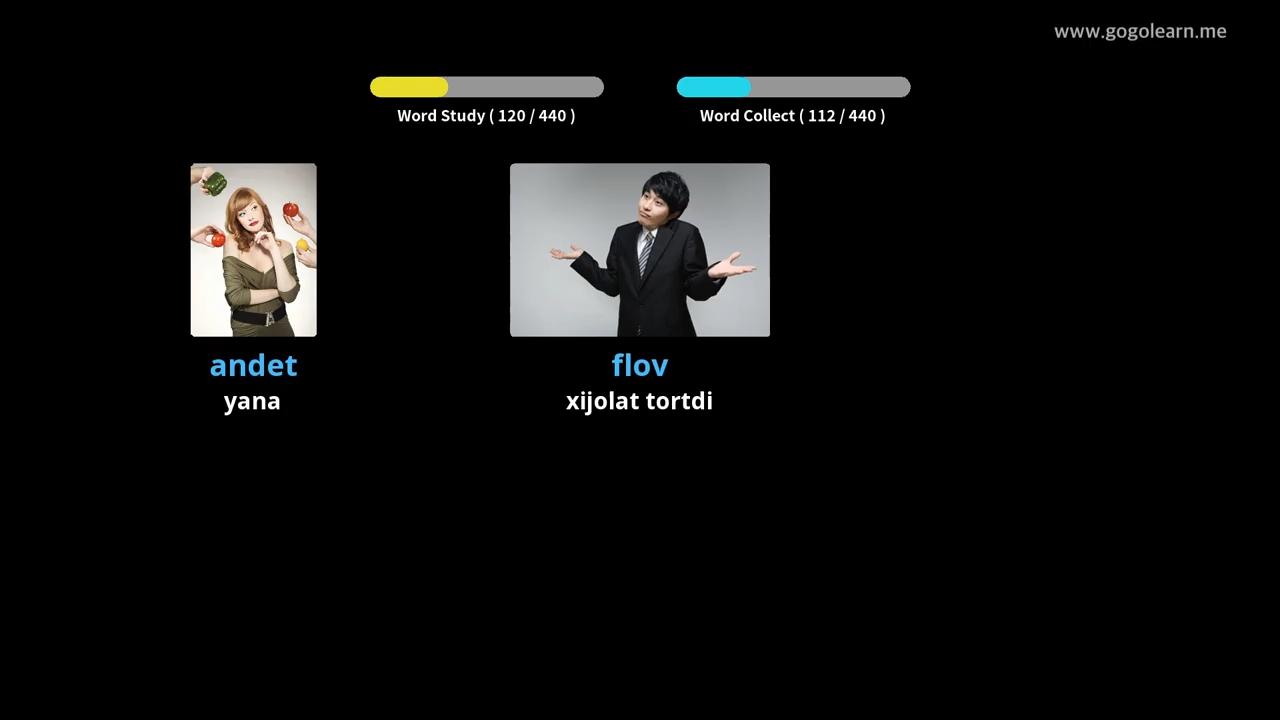 www.gogolearn.me
Word Study ( 120 / 440 )
Word Collect ( 112 / 440 )
andet
yana
flov
xijolat tortdi